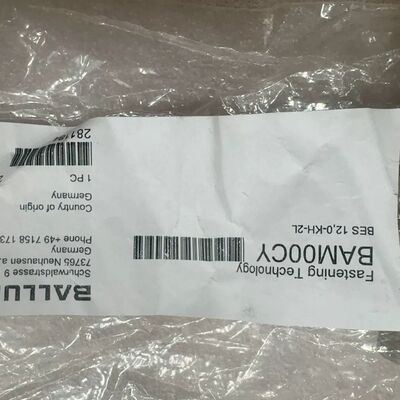 BALLU
Schurwaldstrasse 9
73765 Neuhausen a.
Germany
Phone +49 7158 173
Country of origin
Germany
1 PC
Fastening Technology
BAM00CY
BES 12,0-KH-2L